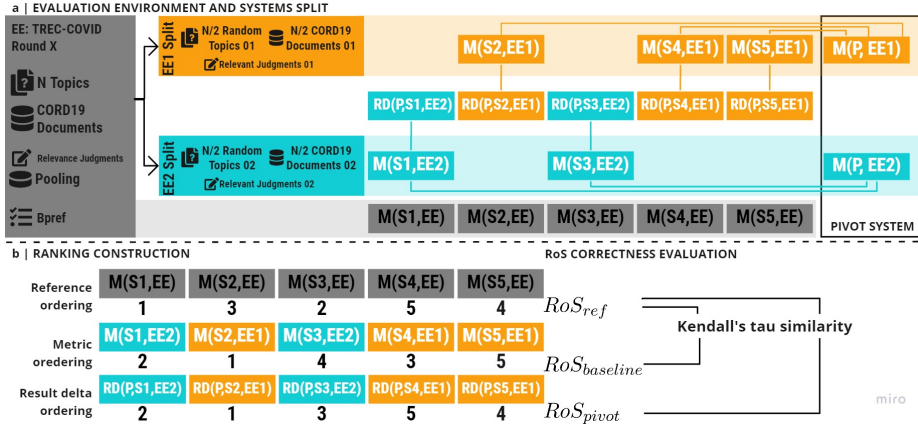 a | EVALUATION ENVIRONMENT AND SYSTEMS SPLIT
EE: TREC-COVID
Round X
N Topics
CORD19
Documents
Relevance Judgments
Pooling
Bpref
EE1 Split
N/2 Random
Topics 01
N/2 CORD19
Documents 01
Relevant Judgments 01
M(S2,EE1)
M(S4,EE1)
M(S5,EE1)
M(P, EE1)
RD(P,S1,EE2)
RD(P,S2,EE1)
RD(P,S3,EE2)
RD(P,S4,EE1)
RD(P,S5,EE1)
EE2 Split
N/2 Random
Topics 02
N/2 CORD19
Documents 02
Relevant Judgments 02
M(S1,EE2)
M(S3,EE2)
M(P, EE2)
M(S1,EE)
M(S2,EE)
M(S3,EE)
M(S4,EE)
M(S5,EE)
PIVOT SYSTEM
b | RANKING CONSTRUCTION
RoS CORRECTNESS EVALUATION
Reference
ordering
M(S1,EE)
M(S2,EE)
M(S3,EE)
M(S4,EE)
M(S5,EE)
1 3 2 5 4
RoS_ref
Kendall's tau similarity
Metric
oredering
M(S1,EE2)
M(S2,EE1)
M(S3,EE2)
M(S4,EE1)
M(S5,EE1)
2 1 4 3 5
RoS_baseline
Result delta
ordering
RD(P,S1,EE2)
RD(P,S2,EE1)
RD(P,S3,EE2)
RD(P,S4,EE1)
RD(P,S5,EE1)
2 1 3 5 4
RoS_pivot
miro